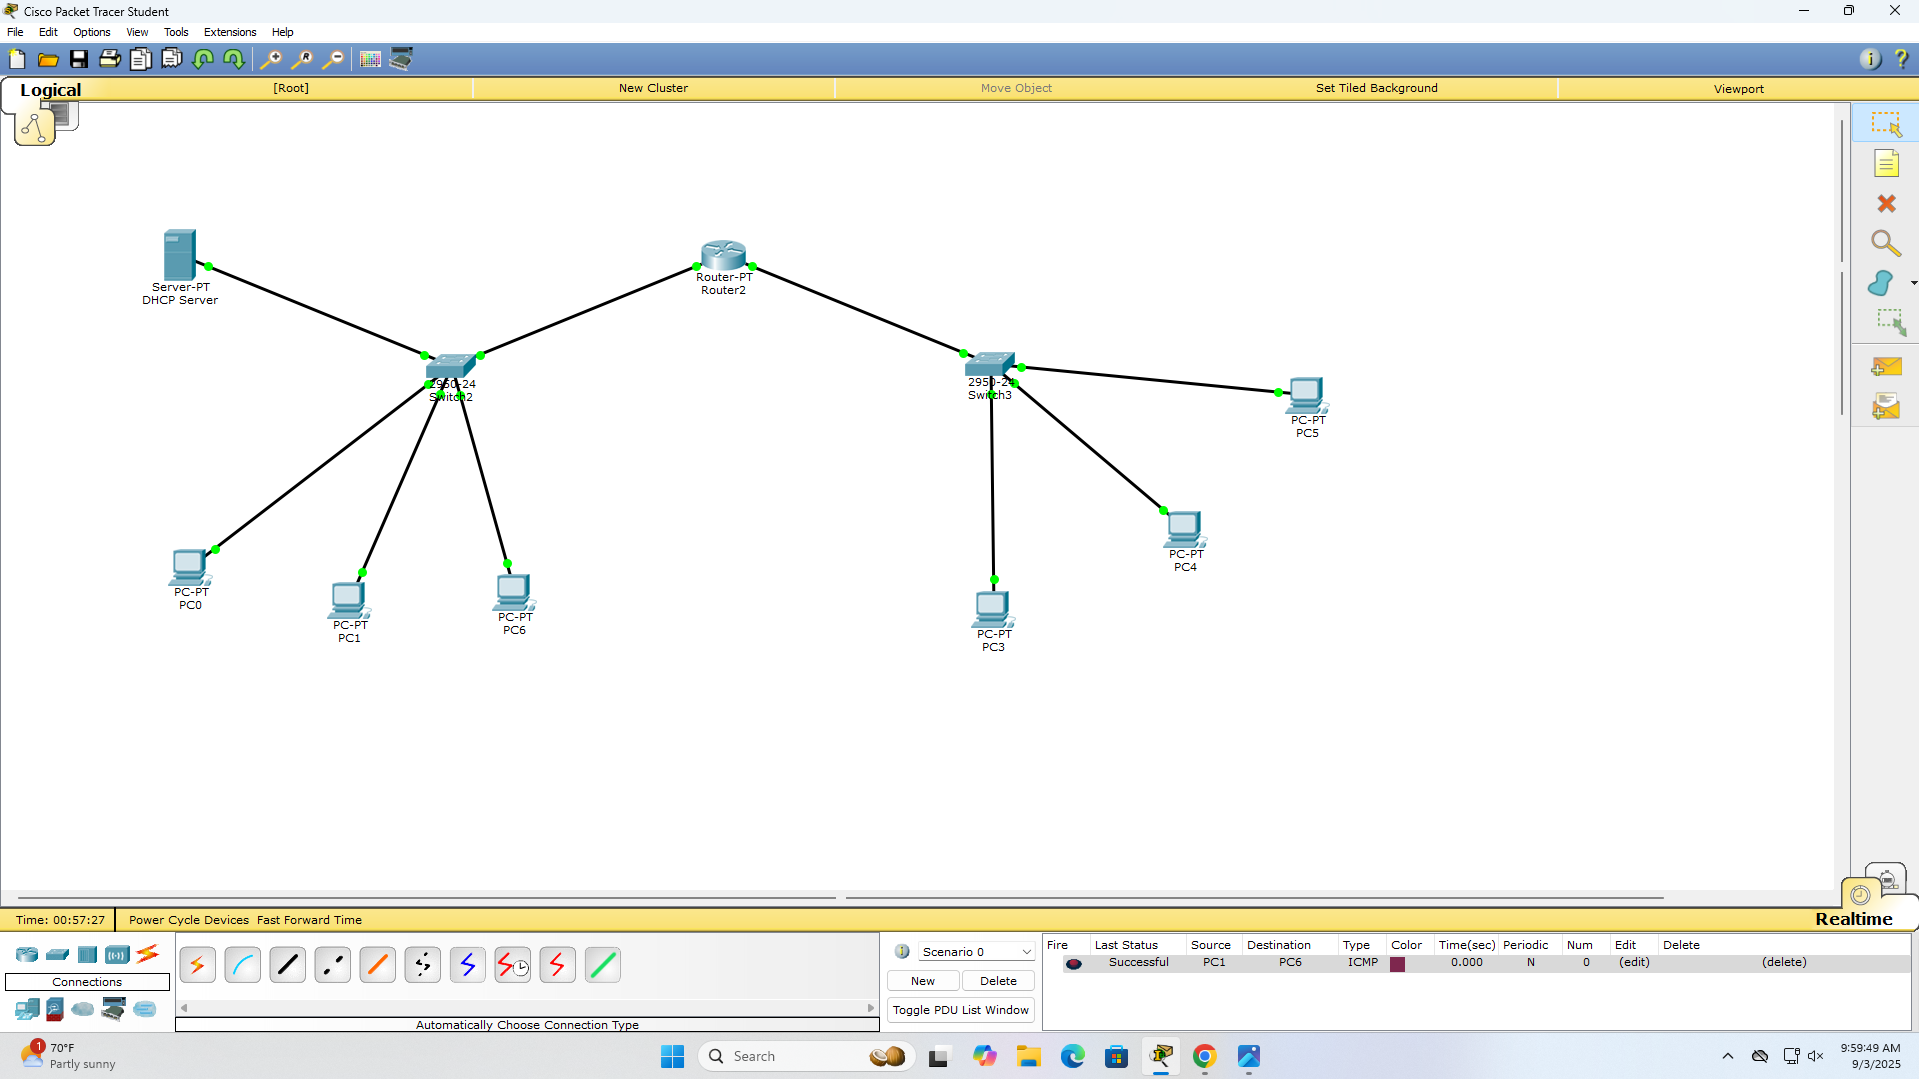 Cisco Packet Tracer Student
File Edit Options View Tools Extensions Help
Logical [Root] New Cluster Move Object Set Tiled Background Viewport
Server-PT
DHCP Server
Router-PT
Router2
2950-24
Switch2
2950-24
Switch3
PC-PT
PC5
PC-PT
PC4
PC-PT
PC0
PC-PT
PC1
PC-PT
PC6
PC-PT
PC3
Time: 00:57:27 Power Cycle Devices Fast Forward Time Realtime
Connections
Automatically Choose Connection Type
Scenario 0
New Delete
Toggle PDU List Window
Fire Last Status Source Destination Type Color Time(sec) Periodic Num Edit Delete
Successful PC1 PC6 ICMP 0.000 N 0 (edit) (delete)
1
70°F
Partly sunny
Search
9:59:49 AM
9/3/2025